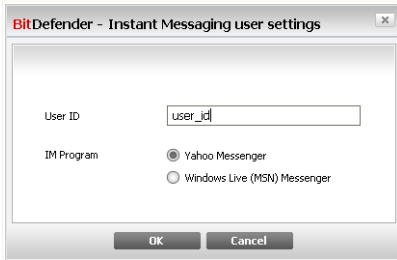 BitDefender - Instant Messaging user settings
User ID
user_id
IM Program
Yahoo Messenger
Windows Live (MSN) Messenger
OK
Cancel